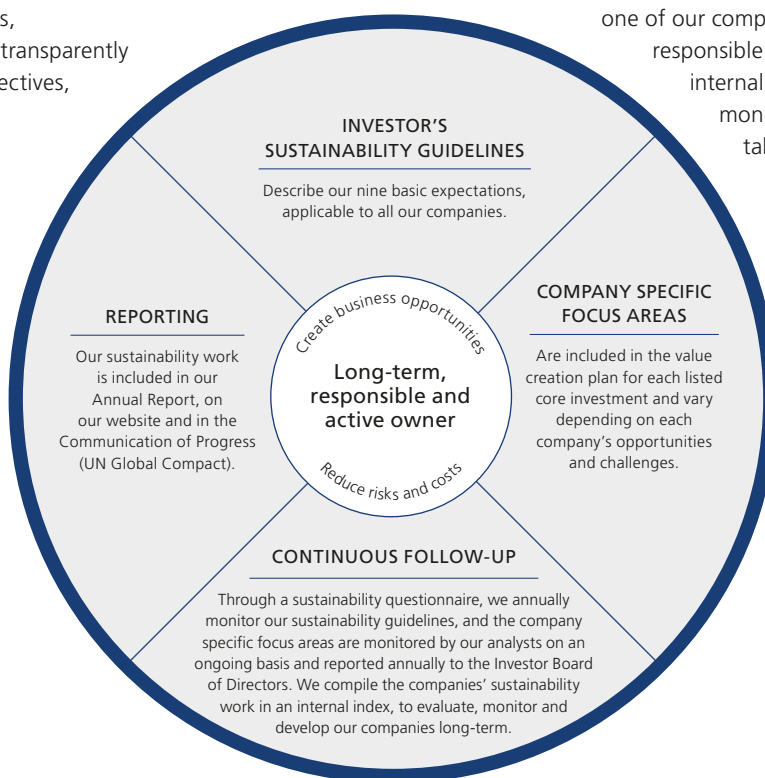 s,
transparently
ectives,
one of our comp
responsible
internal
mon
tal
INVESTOR'S
SUSTAINABILITY GUIDELINES
Describe our nine basic expectations,
applicable to all our companies.
REPORTING
Our sustainability work
is included in our
Annual Report, on
our website and in the
Communication of Progress
(UN Global Compact).
Create business opportunities
Long-term,
responsible and
active owner
Reduce risks and costs
COMPANY SPECIFIC
FOCUS AREAS
Are included in the value
creation plan for each listed
core investment and vary
depending on each
company's opportunities
and challenges.
CONTINUOUS FOLLOW-UP
Through a sustainability questionnaire, we annually
monitor our sustainability guidelines, and the company
specific focus areas are monitored by our analysts on an
ongoing basis and reported annually to the Investor Board
of Directors. We compile the companies' sustainability
work in an internal index, to evaluate, monitor and
develop our companies long-term.